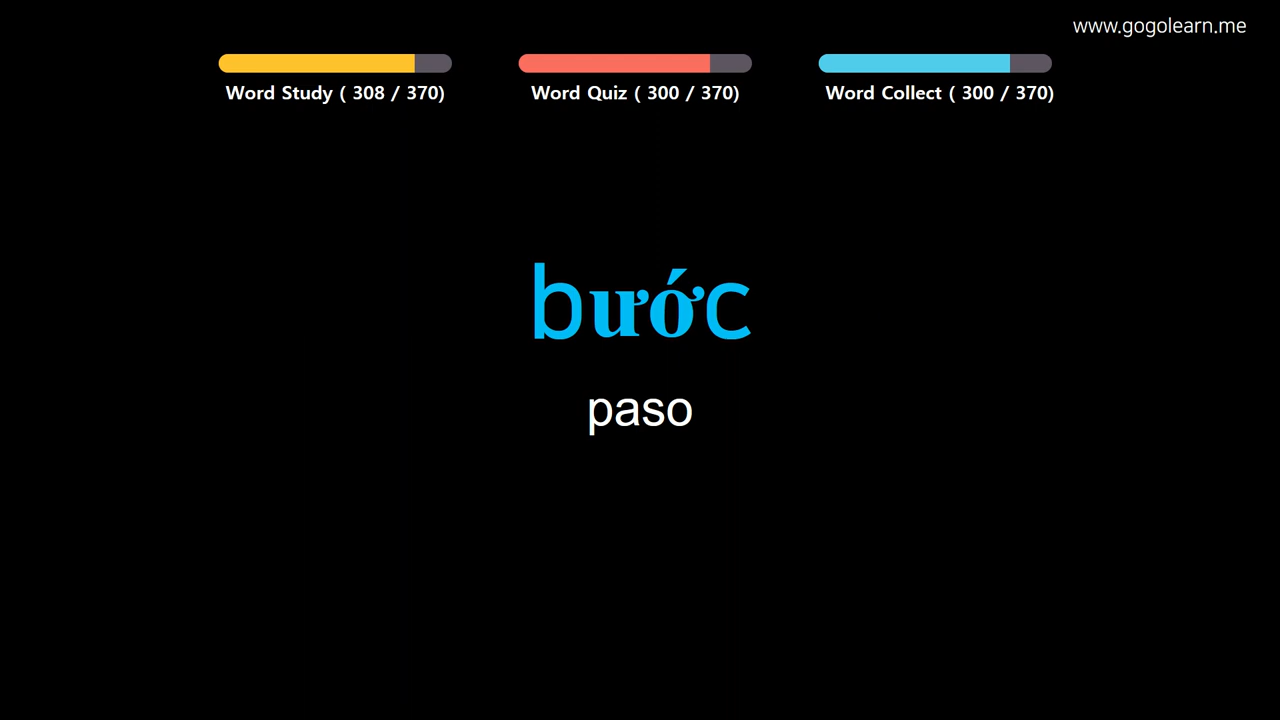 www.gogolearn.me
Word Study ( 308 / 370)
Word Quiz ( 300 / 370)
Word Collect ( 300 / 370)
bước
paso